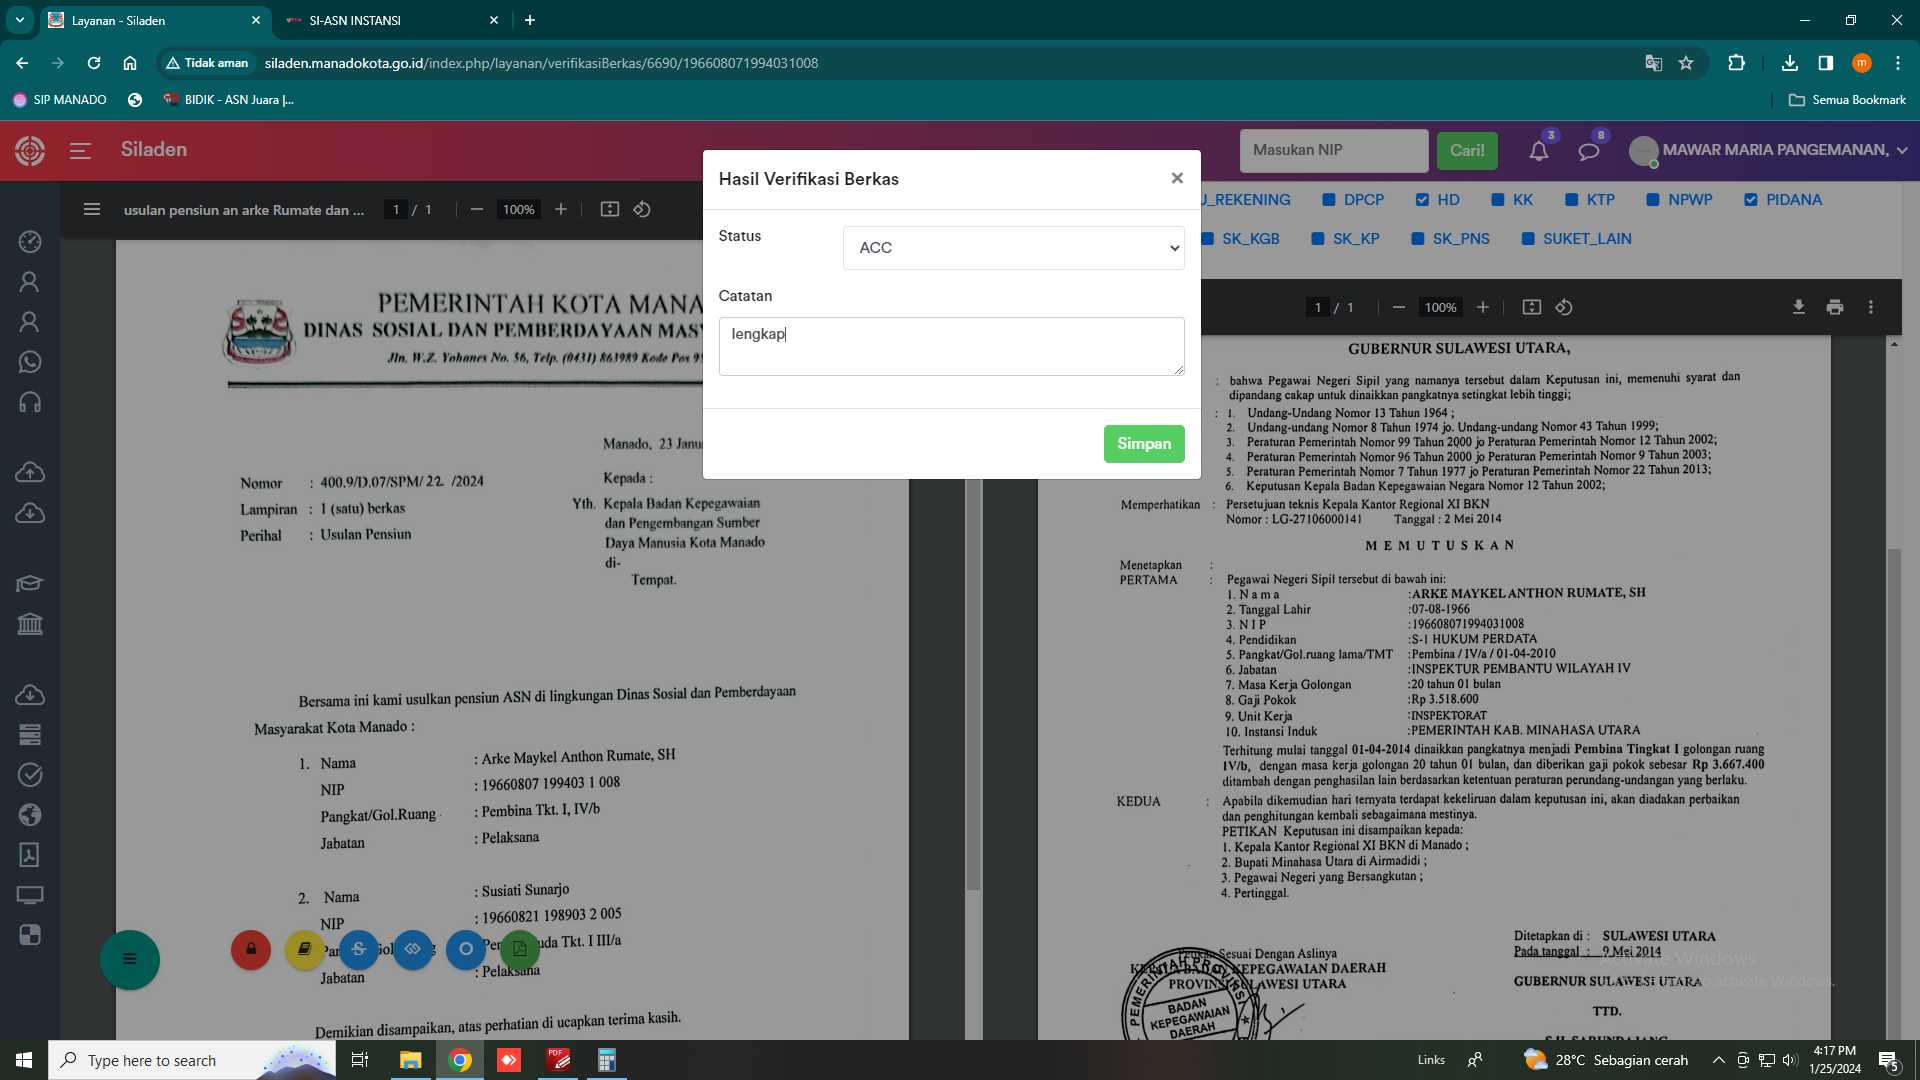 Layanan - Siladen
SI-ASN INSTANSI
Tidak aman
siladen.manadokota.go.id/index.php/layanan/verifikasiBerkas/6690/196608071994031008
m
SIP MANADO
BIDIK - ASN Juara |...
Semua Bookmark
Siladen
Masukan NIP
Cari!
3
8
MAWAR MARIA PANGEMANAN,
usulan pensiun an arke Rumate dan ...
1 / 1
100%
Hasil Verifikasi Berkas
Status
ACC
Catatan
lengkap
Simpan
U_REKENING
DPCP
HD
KK
KTP
NPWP
PIDANA
SK_KGB
SK_KP
SK_PNS
SUKET_LAIN
1 / 1
100%
PEMERINTAH KOTA MANA
DINAS SOSIAL DAN PEMBERDAYAAN MASY
Jln. W.Z. Yohanes No. 56, Telp. (0431) 863989 Kode Pos 9
Manado, 23 Janu
Nomor : 400.9/D.07/SPM/ 22 /2024
Lampiran : 1 (satu) berkas
Perihal : Usulan Pensiun
Kepada :
Yth. Kepala Badan Kepegawaian
dan Pengembangan Sumber
Daya Manusia Kota Manado
di-
Tempat.
Bersama ini kami usulkan pensiun ASN di lingkungan Dinas Sosial dan Pemberdayaan
Masyarakat Kota Manado :
1. Nama : Arke Maykel Anthon Rumate, SH
NIP : 19660807 199403 1 008
Pangkat/Gol.Ruang : Pembina Tkt. I, IV/b
Jabatan : Pelaksana
2. Nama : Susiati Sunarjo
NIP : 19660821 198903 2 005
uda Tkt. I III/a
Jabatan : Pelaksana
Demikian disampaikan, atas perhatian di ucapkan terima kasih.
GUBERNUR SULAWESI UTARA,
: bahwa Pegawai Negeri Sipil yang namanya tersebut dalam Keputusan ini, memenuhi syarat dan
dipandang cakap untuk dinaikkan pangkatnya setingkat lebih tinggi;
: 1. Undang-Undang Nomor 13 Tahun 1964 ;
2. Undang-undang Nomor 8 Tahun 1974 jo. Undang-undang Nomor 43 Tahun 1999;
3. Peraturan Pemerintah Nomor 99 Tahun 2000 jo Peraturan Pemerintah Nomor 12 Tahun 2002;
4. Peraturan Pemerintah Nomor 96 Tahun 2000 jo Peraturan Pemerintah Nomor 9 Tahun 2003;
5. Peraturan Pemerintah Nomor 7 Tahun 1977 jo Peraturan Pemerintah Nomor 22 Tahun 2013;
6. Keputusan Kepala Badan Kepegawaian Negara Nomor 12 Tahun 2002;
Memperhatikan : Persetujuan teknis Kepala Kantor Regional XI BKN
Nomor : LG-27106000141 Tanggal : 2 Mei 2014
M E M U T U S K A N
Menetapkan :
PERTAMA : Pegawai Negeri Sipil tersebut di bawah ini:
1. N a m a :ARKE MAYKEL ANTHON RUMATE, SH
2. Tanggal Lahir :07-08-1966
3. N I P :196608071994031008
4. Pendidikan :S-1 HUKUM PERDATA
5. Pangkat/Gol.ruang lama/TMT :Pembina / IV/a / 01-04-2010
6. Jabatan :INSPEKTUR PEMBANTU WILAYAH IV
7. Masa Kerja Golongan :20 tahun 01 bulan
8. Gaji Pokok :Rp 3.518.600
9. Unit Kerja :INSPEKTORAT
10. Instansi Induk :PEMERINTAH KAB. MINAHASA UTARA
Terhitung mulai tanggal 01-04-2014 dinaikkan pangkatnya menjadi Pembina Tingkat I golongan ruang
IV/b, dengan masa kerja golongan 20 tahun 01 bulan, dan diberikan gaji pokok sebesar Rp 3.667.400
ditambah dengan penghasilan lain berdasarkan ketentuan peraturan perundang-undangan yang berlaku.
KEDUA : Apabila dikemudian hari ternyata terdapat kekeliruan dalam keputusan ini, akan diadakan perbaikan
dan penghitungan kembali sebagaimana mestinya.
PETIKAN Keputusan ini disampaikan kepada:
1. Kepala Kantor Regional XI BKN di Manado ;
2. Bupati Minahasa Utara di Airmadidi ;
3. Pegawai Negeri yang Bersangkutan ;
4. Pertinggal.
Sesuai Dengan Aslinya
KEPALA BADAN KEPEGAWAIAN DAERAH
PROVINSI SULAWESI UTARA
BADAN
KEPEGAWAIAN
DAERAH
Ditetapkan di : SULAWESI UTARA
Pada tanggal : 9 Mei 2014
GUBERNUR SULAWESI UTARA
TTD.
Type here to search
Links
28°C Sebagian cerah
4:17 PM
1/25/2024
5